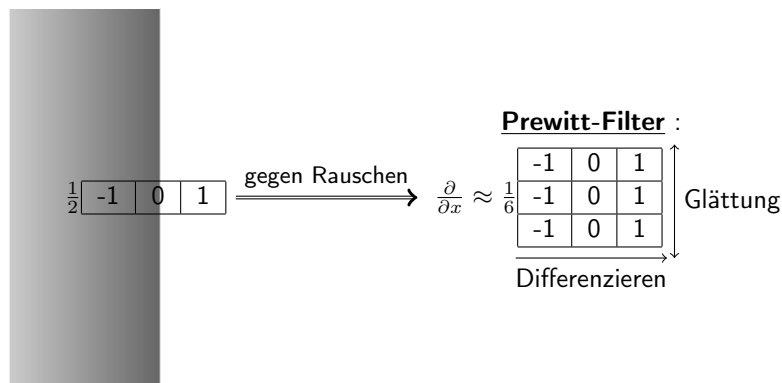 1/2 -1 0 1
gegen Rauschen
Prewitt-Filter :
∂/∂x ≈ 1/6
-1 0 1
-1 0 1
-1 0 1
Glättung
Differenzieren